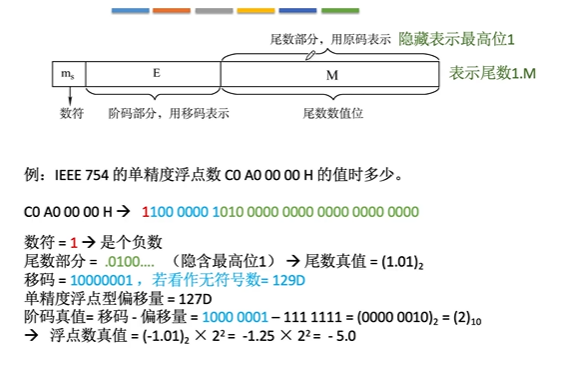 尾数部分，用原码表示 隐藏表示最高位1
mₛ E M 表示尾数1.M
数符 阶码部分，用移码表示 尾数数值位
例：IEEE 754 的单精度浮点数 C0 A0 00 00 H 的值时多少。
C0 A0 00 00 H → 1100 0000 1010 0000 0000 0000 0000 0000
数符 = 1 → 是个负数
尾数部分 = .0100.... （隐含最高位1） → 尾数真值 = (1.01)₂
移码 = 10000001 ，若看作无符号数= 129D
单精度浮点型偏移量 = 127D
阶码真值= 移码 - 偏移量 = 1000 0001 – 111 1111 = (0000 0010)₂ = (2)₁₀
→ 浮点数真值 = (-1.01)₂ × 2² = -1.25 × 2² = - 5.0